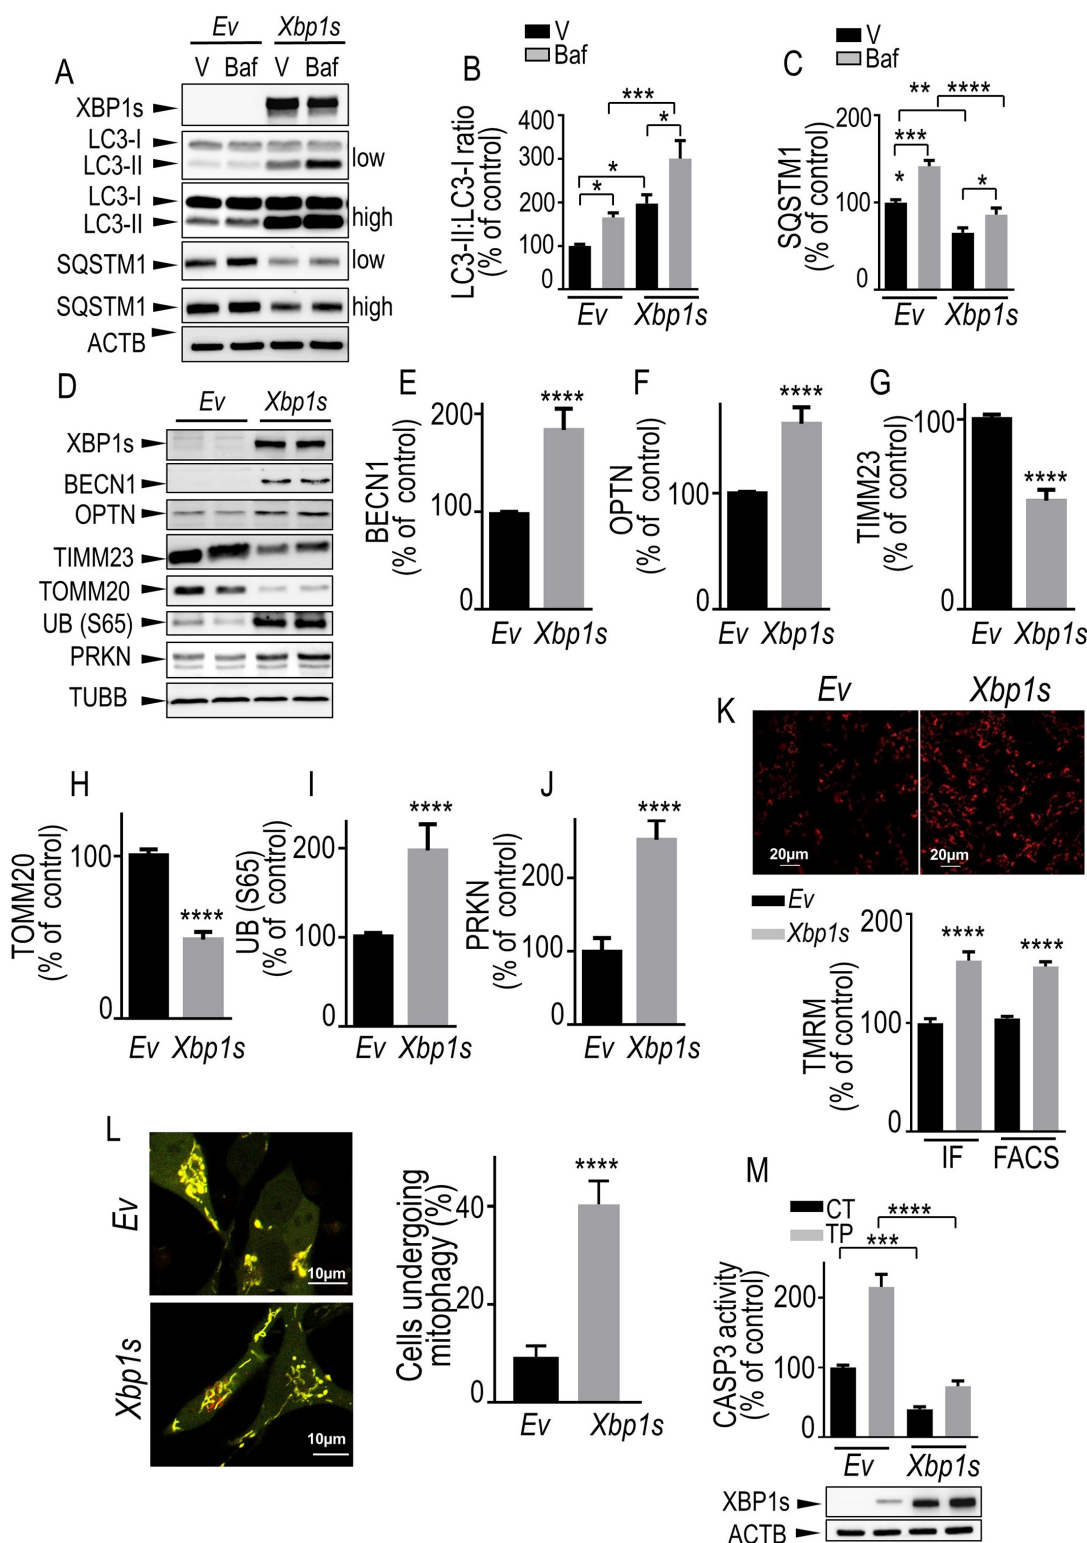 Ev Xbp1s
V Baf V Baf
A
XBP1s
LC3-I
LC3-II
low
LC3-I
LC3-II
high
SQSTM1
low
SQSTM1
high
ACTB
V
Baf
B
***
*
*
*
LC3-II:LC3-I ratio
(% of control)
400
300
200
100
0
Ev Xbp1s
V
Baf
C
** ****
***
* *
SQSTM1
(% of control)
200
100
0
Ev Xbp1s
D
Ev Xbp1s
XBP1s
BECN1
OPTN
TIMM23
TOMM20
UB (S65)
PRKN
TUBB
E
****
BECN1
(% of control)
200
100
0
Ev Xbp1s
F
****
OPTN
(% of control)
100
0
Ev Xbp1s
G
****
TIMM23
(% of control)
100
0
Ev Xbp1s
H
****
TOMM20
(% of control)
100
0
Ev Xbp1s
I
****
UB (S65)
(% of control)
200
100
0
Ev Xbp1s
J
****
PRKN
(% of control)
200
100
0
Ev Xbp1s
K
Ev Xbp1s
20µm 20µm
Ev
Xbp1s
**** ****
TMRM
(% of control)
200
100
0
IF FACS
L
Ev
10µm
Xbp1s
10µm
****
Cells undergoing
mitophagy (%)
40
20
0
Ev Xbp1s
M
CT
TP
****
***
CASP3 activity
(% of control)
200
100
0
Ev Xbp1s
XBP1s
ACTB